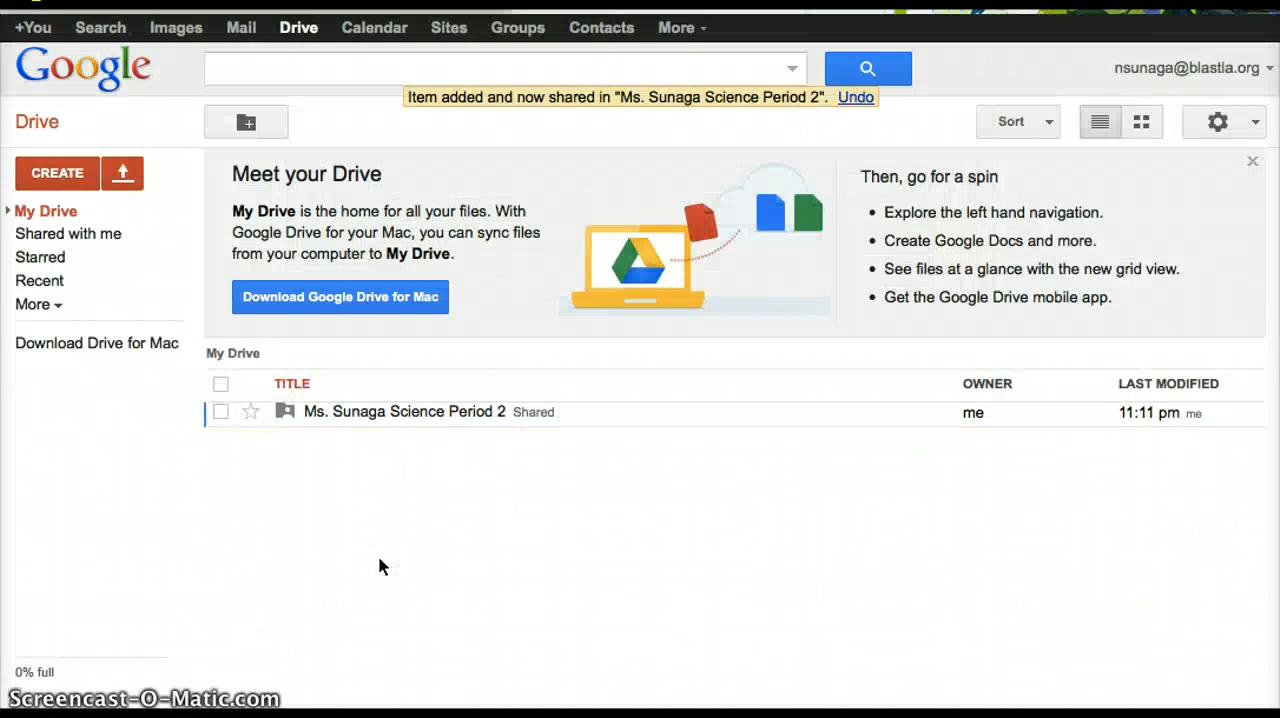 +You Search Images Mail Drive Calendar Sites Groups Contacts More
Google
nsunaga@blastla.org
Item added and now shared in "Ms. Sunaga Science Period 2". Undo
Drive
Sort
CREATE
My Drive
Shared with me
Starred
Recent
More
Download Drive for Mac
Meet your Drive
My Drive is the home for all your files. With
Google Drive for your Mac, you can sync files
from your computer to My Drive.
Download Google Drive for Mac
Then, go for a spin
• Explore the left hand navigation.
• Create Google Docs and more.
• See files at a glance with the new grid view.
• Get the Google Drive mobile app.
My Drive
TITLE OWNER LAST MODIFIED
Ms. Sunaga Science Period 2 Shared me 11:11 pm me
0% full
Screencast-O-Matic.com